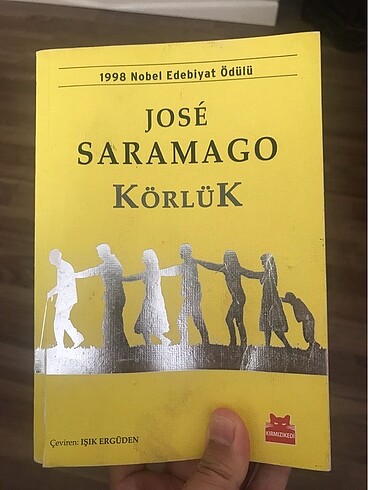 1998 Nobel Edebiyat Ödülü
JOSÉ
SARAMAGO
KÖRLÜK
Çeviren: IŞIK ERGÜDEN
KIRMIZIKEDİ